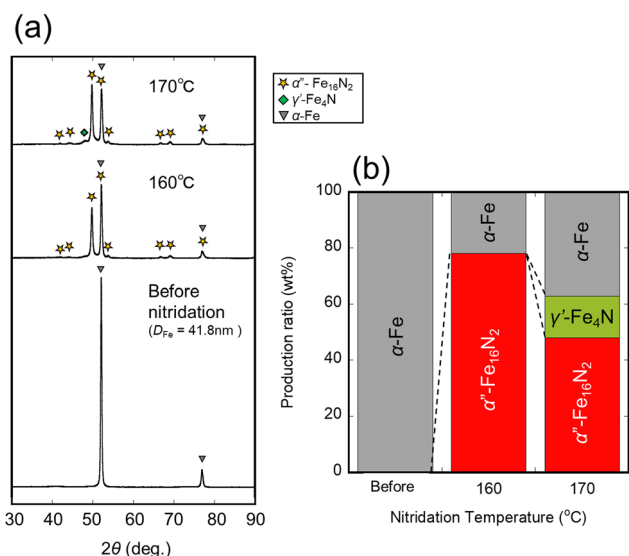 (a)
170°C
160°C
Before
nitridation
(D_Fe = 41.8nm)
30 40 50 60 70 80 90
2θ (deg.)
α"- Fe₁₆N₂
γ'-Fe₄N
α-Fe
(b)
Production ratio (wt%)
100
80
60
40
20
0
α-Fe
α-Fe
α"-Fe₁₆N₂
α-Fe
γ'-Fe₄N
α"-Fe₁₆N₂
Before 160 170
Nitridation Temperature (°C)